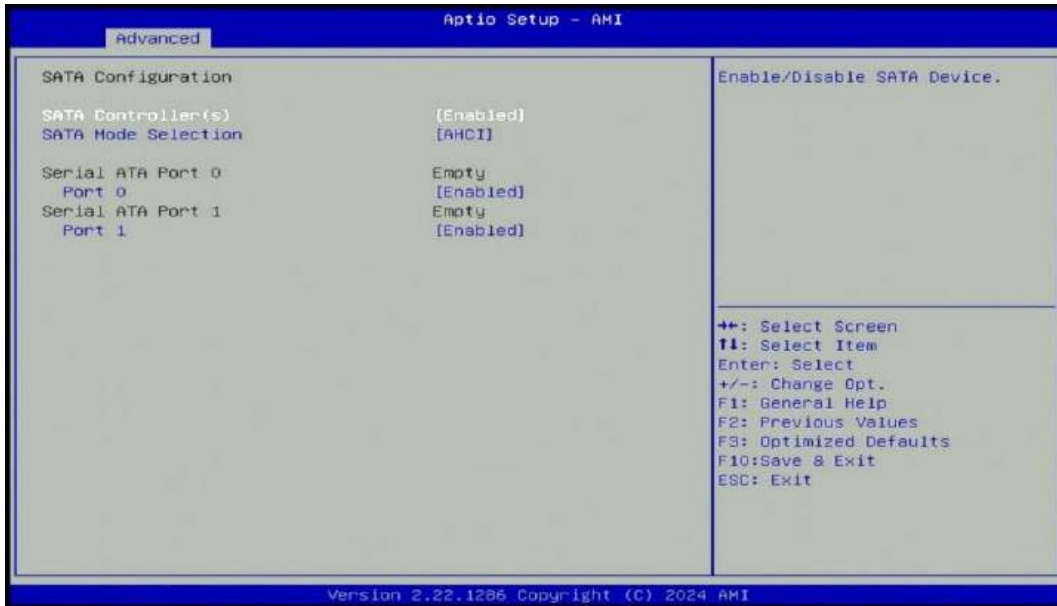 Aptio Setup - AMI
Advanced
SATA Configuration
SATA Controller(s) [Enabled]
SATA Mode Selection [AHCI]
Serial ATA Port 0 Empty
Port 0 [Enabled]
Serial ATA Port 1 Empty
Port 1 [Enabled]
Enable/Disable SATA Device.
→←: Select Screen
↑↓: Select Item
Enter: Select
+/-: Change Opt.
F1: General Help
F2: Previous Values
F3: Optimized Defaults
F10:Save & Exit
ESC: Exit
Version 2.22.1286 Copyright (C) 2024 AMI